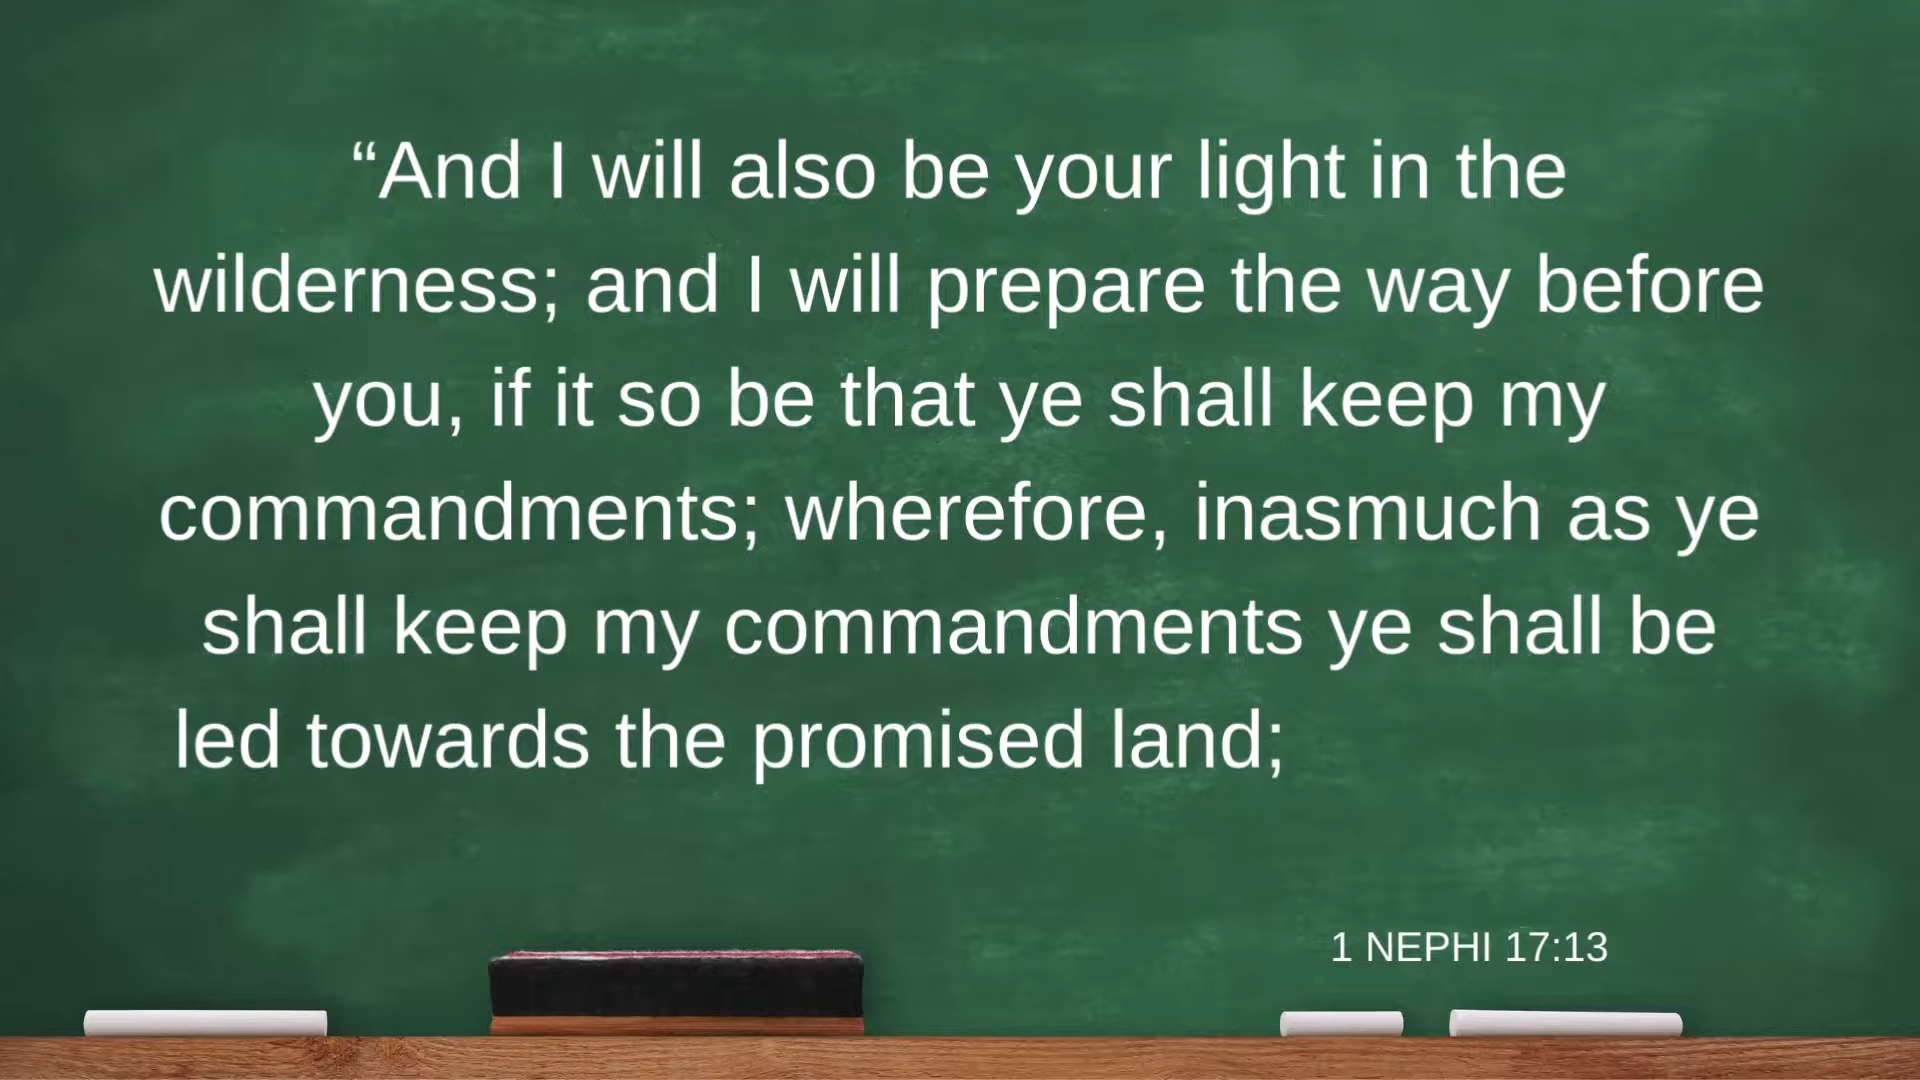 “And I will also be your light in the
wilderness; and I will prepare the way before
you, if it so be that ye shall keep my
commandments; wherefore, inasmuch as ye
shall keep my commandments ye shall be
led towards the promised land;
1 NEPHI 17:13